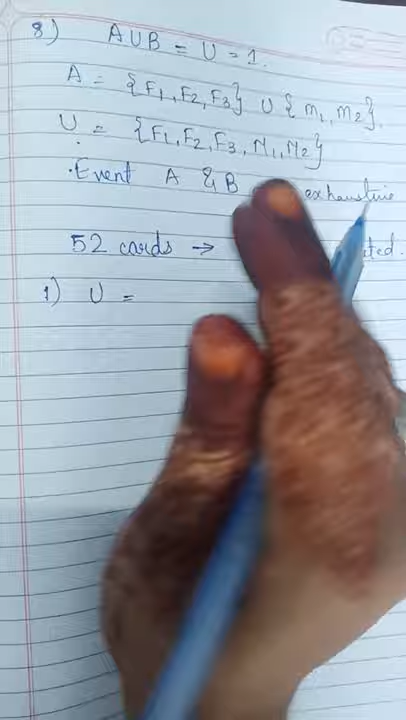 8) A U B = U = 1.
A = {F1, F2, F3} U {m1, m2}.
U = {F1, F2, F3, M1, M2}
· Event A & B exhaustive
52 cards →
1) U =